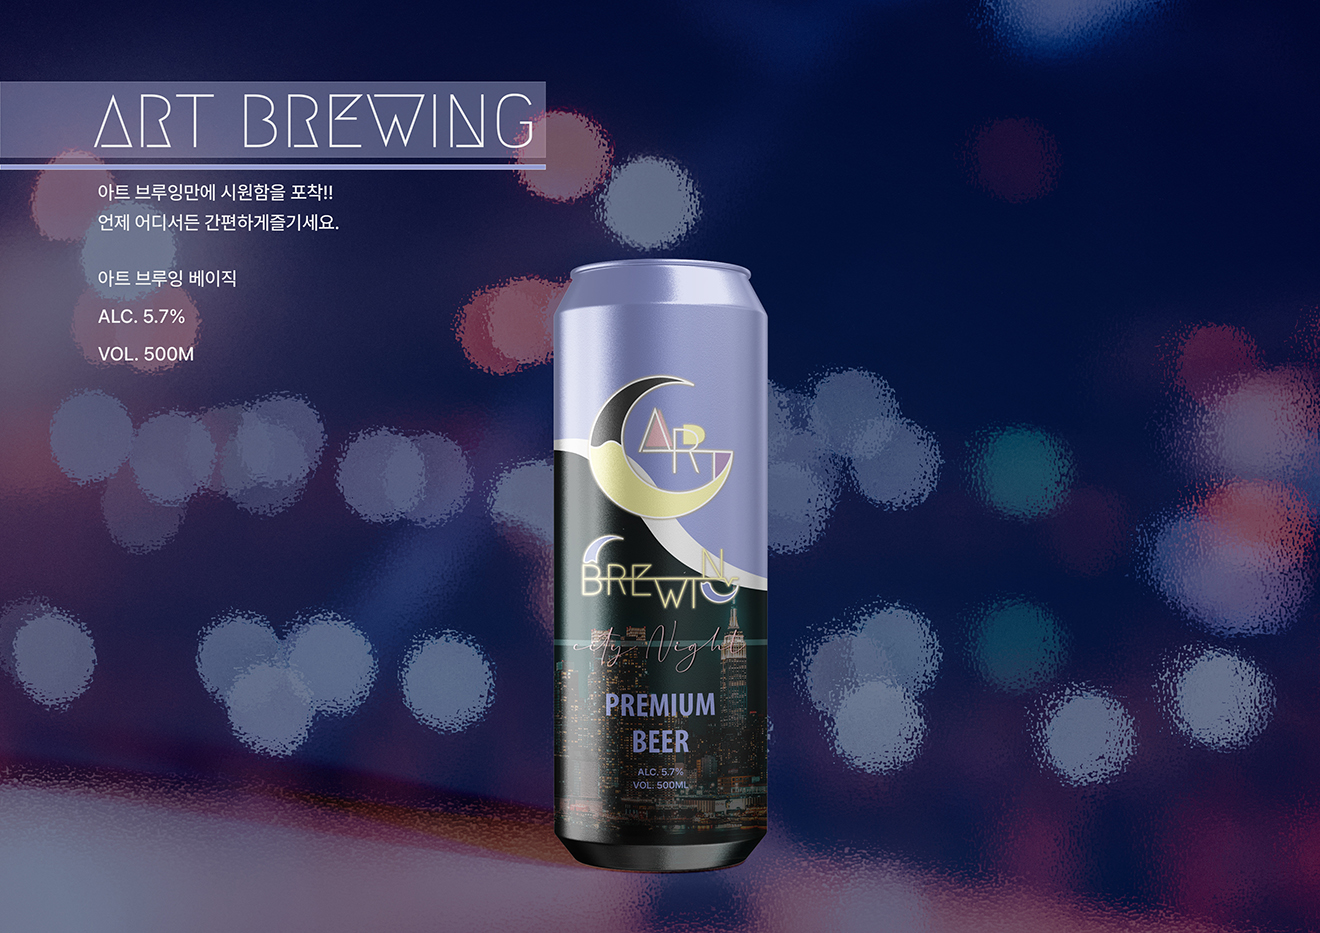 ART BREWING
아트 브루잉만에 시원함을 포착!!
언제 어디서든 간편하게즐기세요.
아트 브루잉 베이직
ALC. 5.7%
VOL. 500M
ART
BREWING
city Night
PREMIUM
BEER
ALC. 5.7%
VOL. 500ML